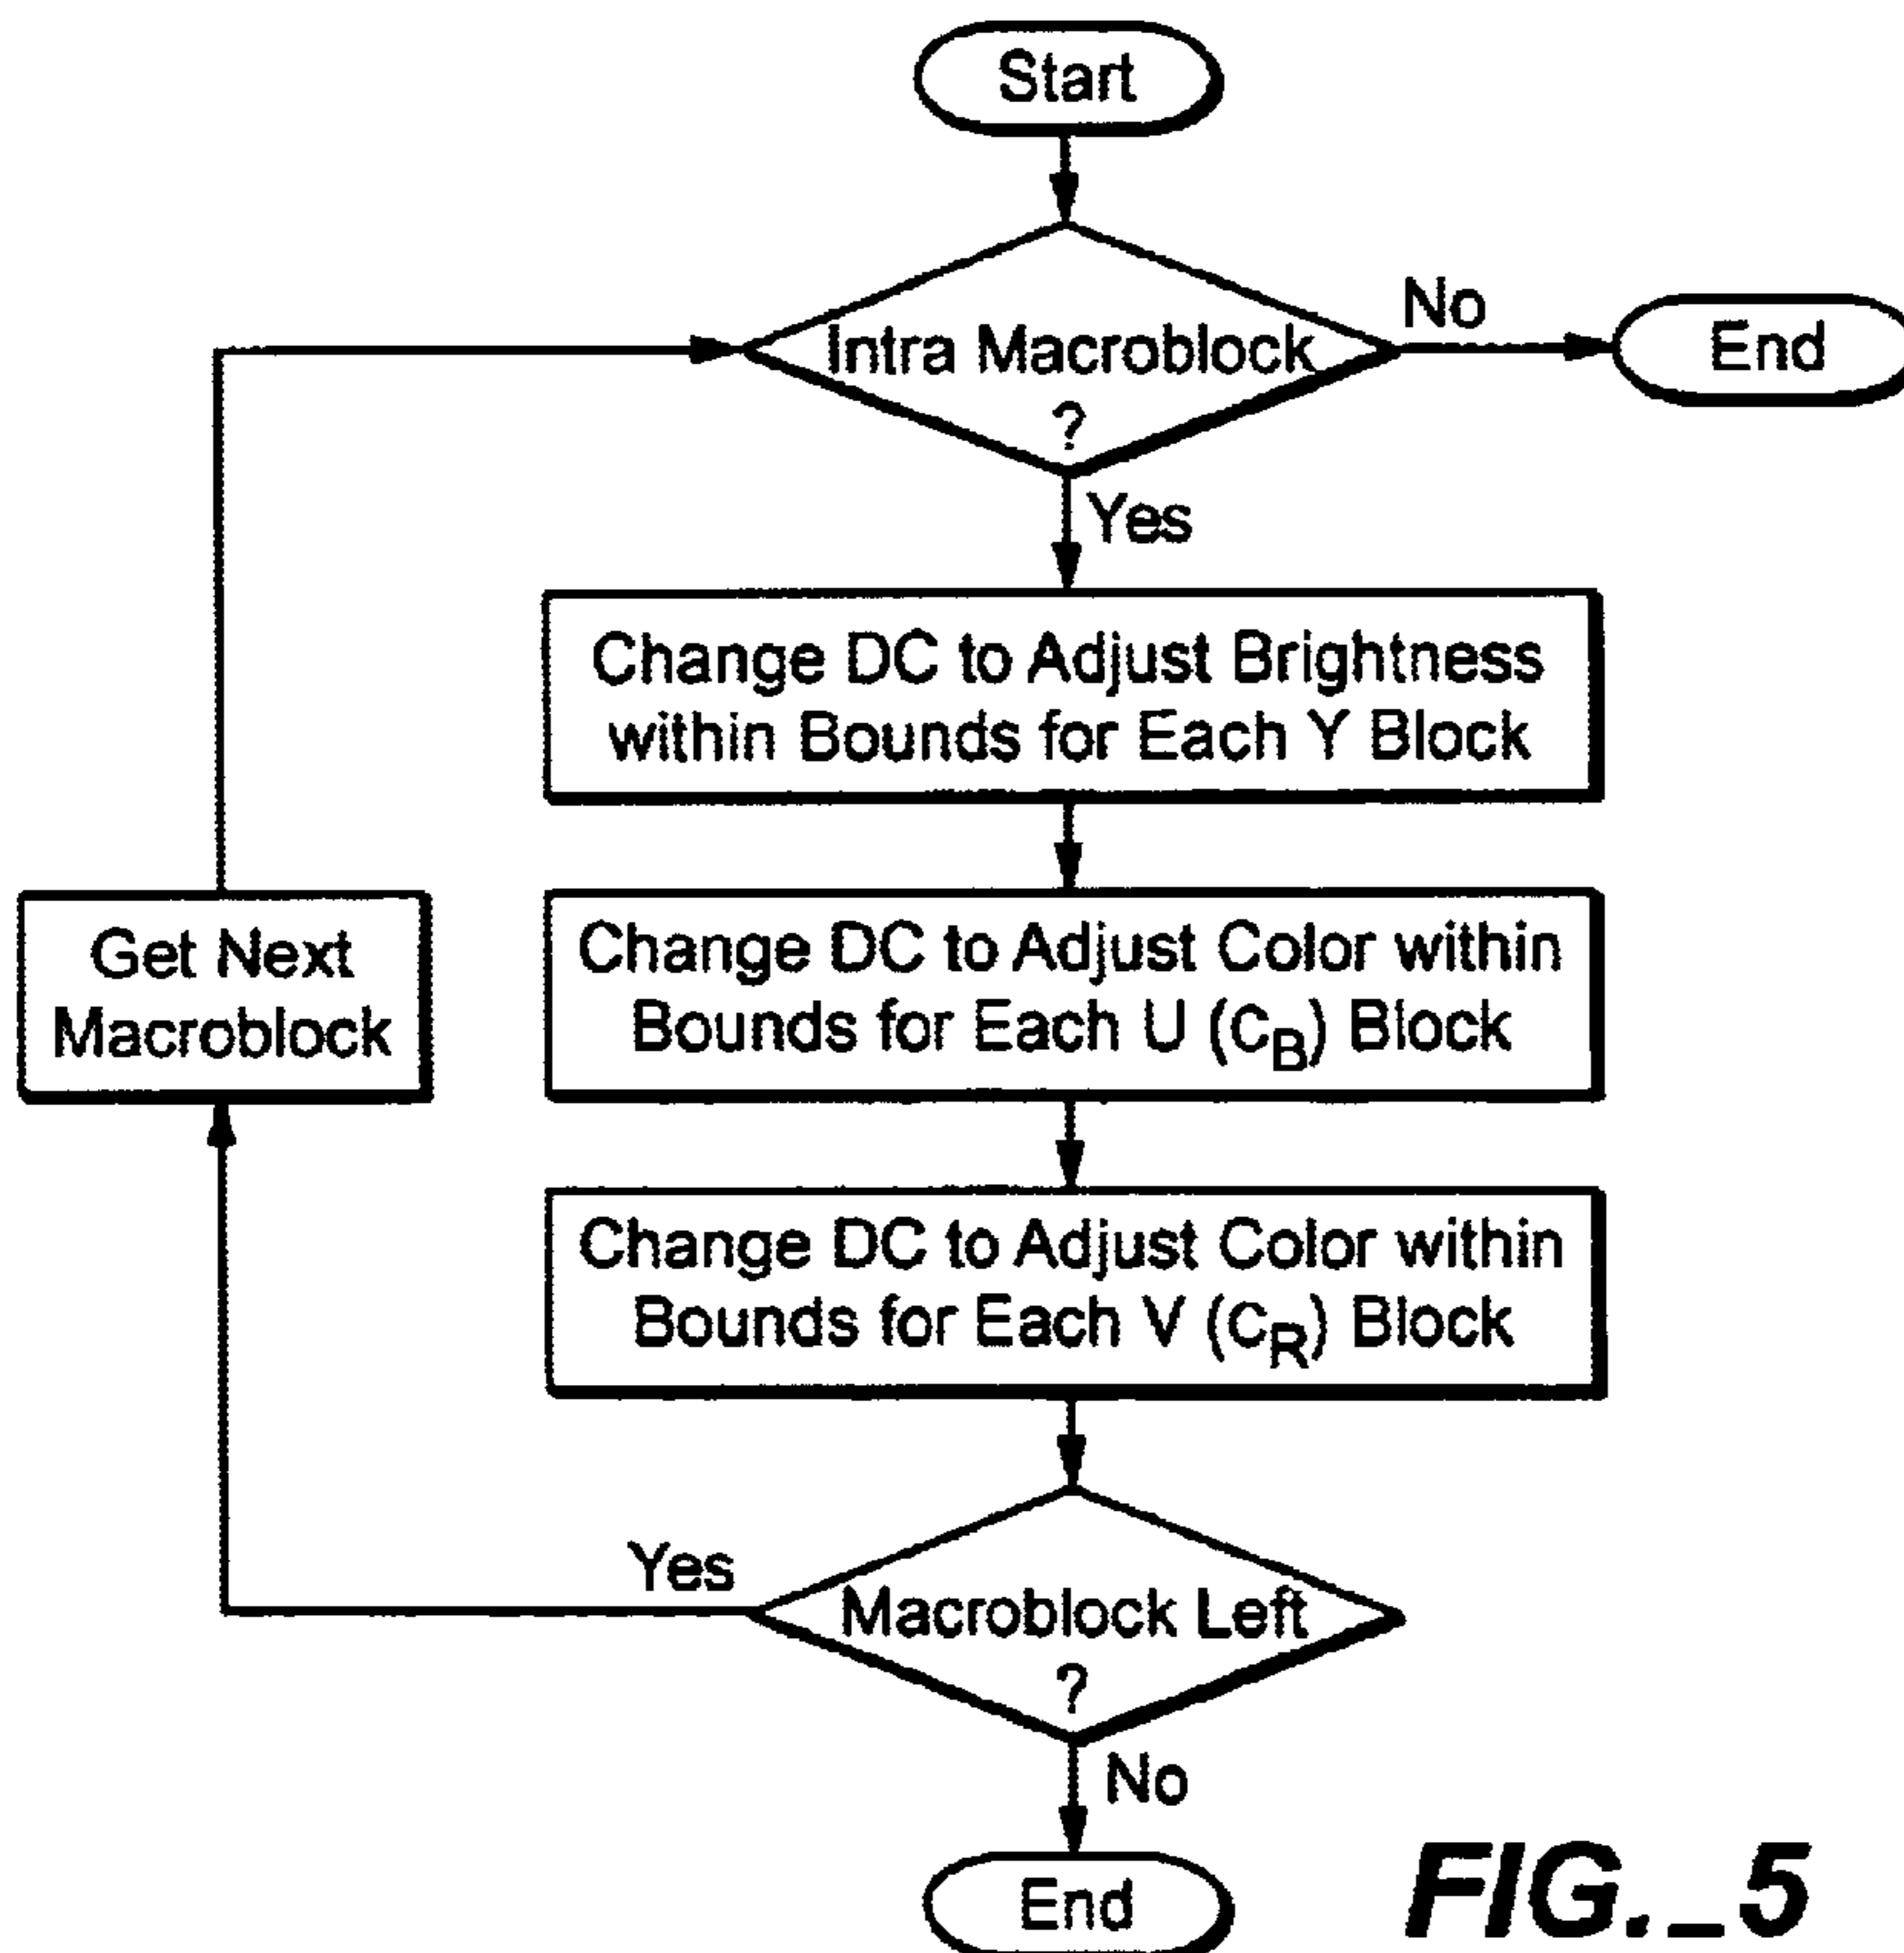 Start
Intra Macroblock
?
No
End
Yes
Change DC to Adjust Brightness
within Bounds for Each Y Block
Change DC to Adjust Color within
Bounds for Each U (CB) Block
Get Next
Macroblock
Change DC to Adjust Color within
Bounds for Each V (CR) Block
Yes
Macroblock Left
?
No
End
FIG._5